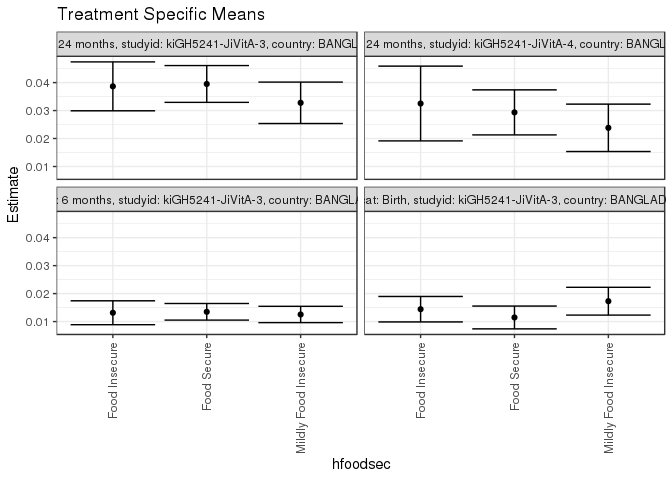 Treatment Specific Means
24 months, studyid: kiGH5241-JiVitA-3, country: BANGL
24 months, studyid: kiGH5241-JiVitA-4, country: BANGL
0.04
0.03
0.02
0.01
: 6 months, studyid: kiGH5241-JiVitA-3, country: BANGLA
at: Birth, studyid: kiGH5241-JiVitA-3, country: BANGLAD
0.04
0.03
0.02
0.01
Estimate
Food Insecure
Food Secure
Mildly Food Insecure
Food Insecure
Food Secure
Mildly Food Insecure
hfoodsec